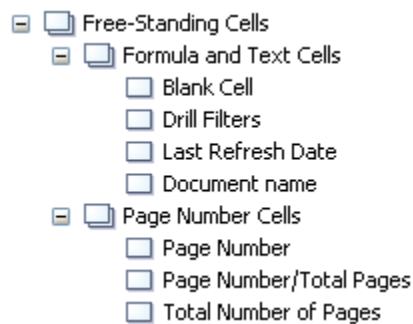 Free-Standing Cells
Formula and Text Cells
Blank Cell
Drill Filters
Last Refresh Date
Document name
Page Number Cells
Page Number
Page Number/Total Pages
Total Number of Pages